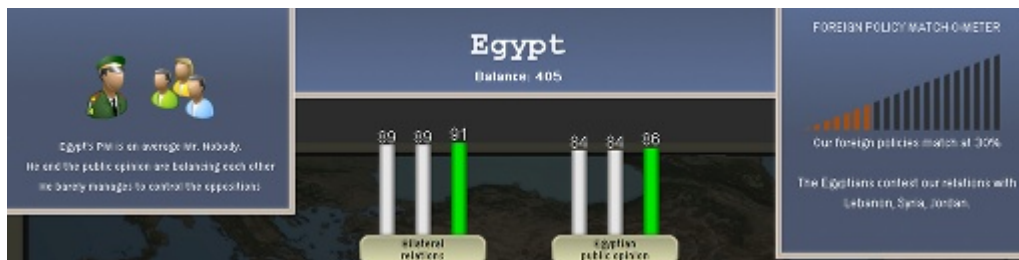 Egypt's PM is an average Mr. Nobody.
He and the public opinion are balancing each other
He barely manages to control the oppositions
Egypt
Balance: 405
89 89 91
Bilateral
relations
84 84 86
Egyptian
public opinion
FOREIGN POLICY MATCH-O-METER
Our foreign policies match at 30%
The Egyptians contest our relations with
Lebanon, Syria, Jordan.